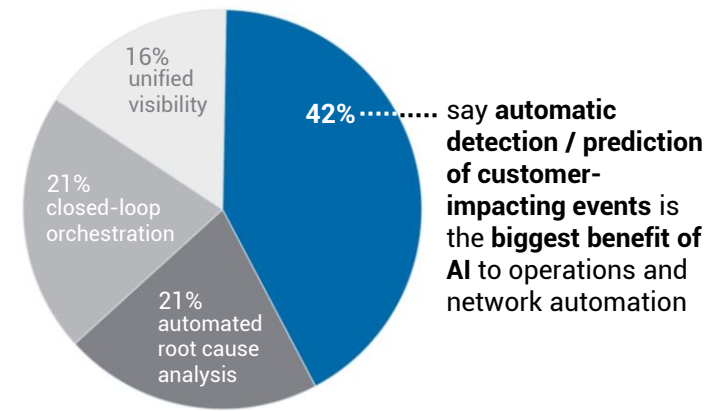 16%
unified
visibility
42%
say automatic
detection / prediction
of customer-
impacting events is
the biggest benefit of
AI to operations and
network automation
21%
closed-loop
orchestration
21%
automated
root cause
analysis